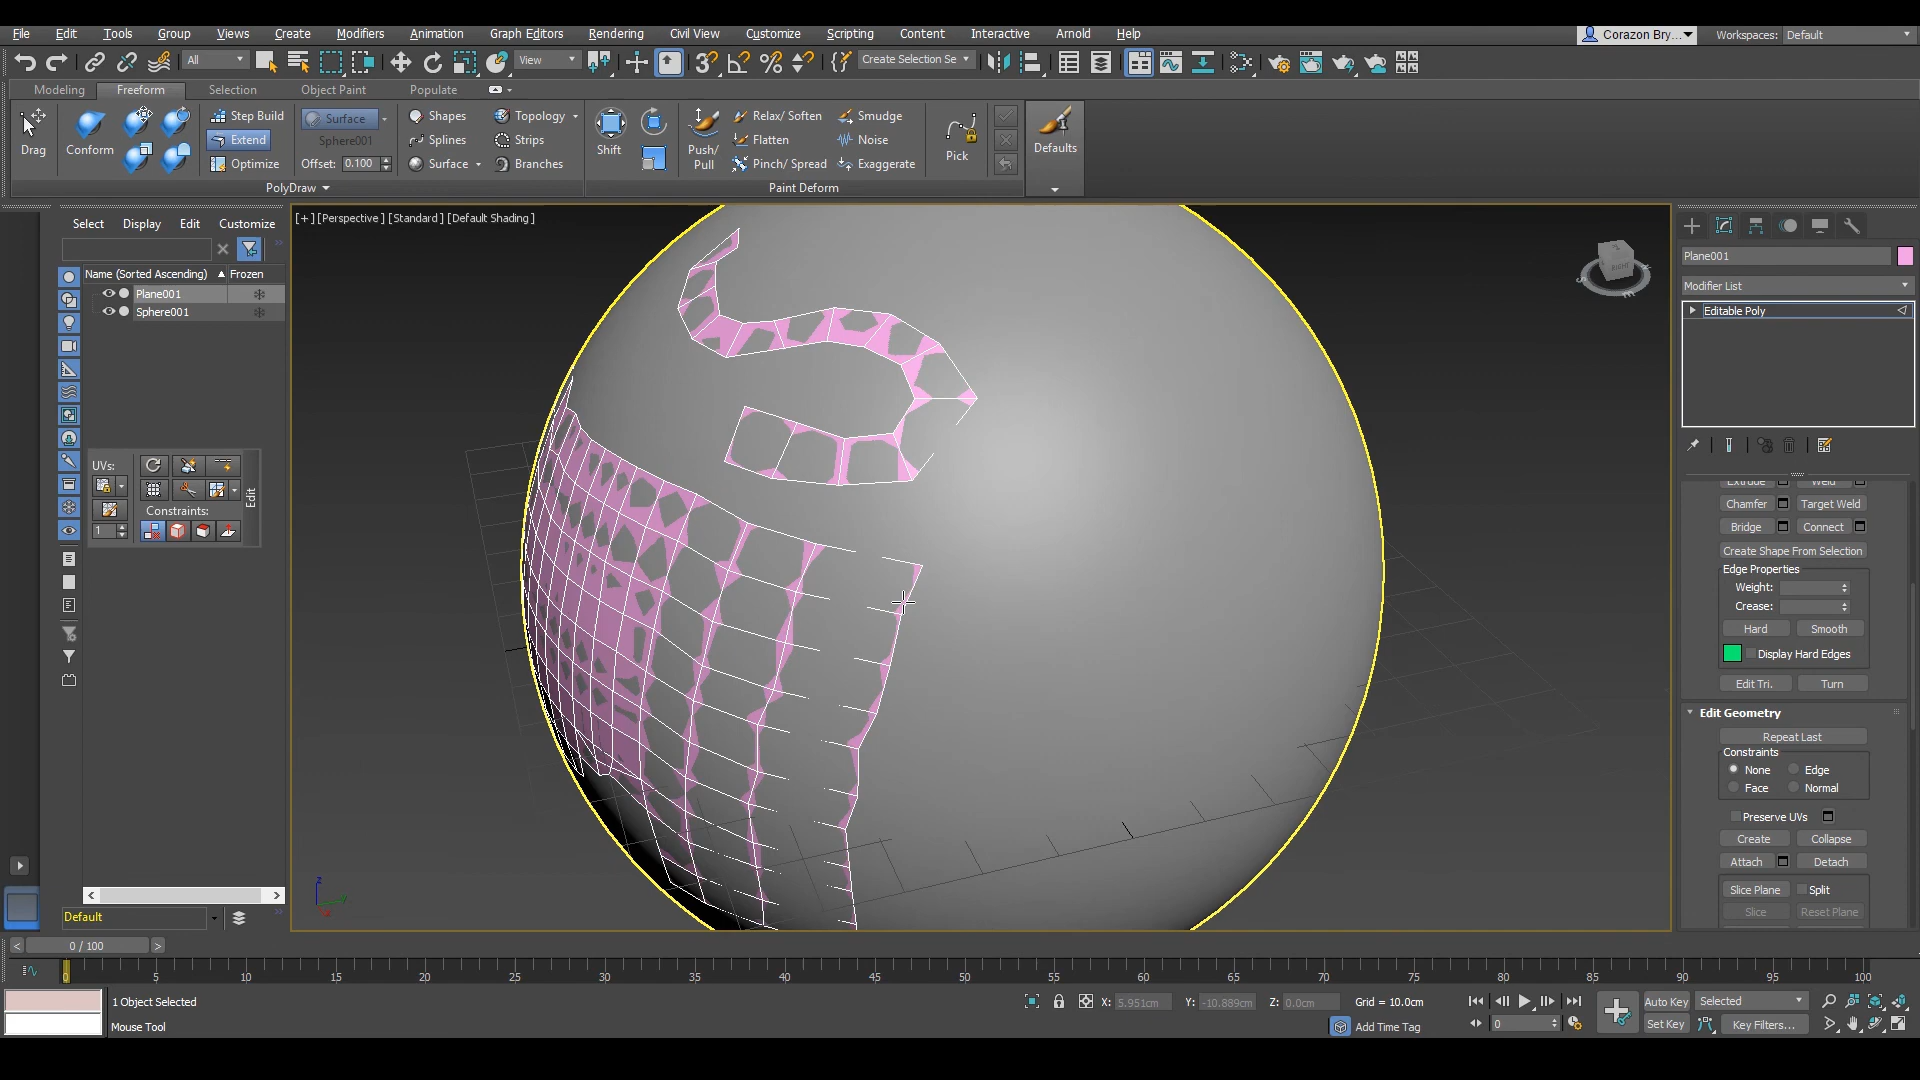 File Edit Tools Group Views Create Modifiers Animation Graph Editors Rendering Civil View Customize Scripting Content Interactive Arnold Help Corazon Bry... Workspaces: Default
All View Create Selection Se
Modeling Freeform Selection Object Paint Populate
Step Build Surface Shapes Topology Relax/ Soften Smudge
Extend Sphere001 Splines Strips Flatten Noise
Drag Conform Optimize Offset: 0.100 Surface Branches Shift Push/ Pull Pinch/ Spread Exaggerate Pick Defaults
PolyDraw Paint Deform
Select Display Edit Customize
[+] [Perspective] [Standard] [Default Shading]
Name (Sorted Ascending) Frozen
Plane001
Sphere001
UVs:
Constraints:
1
Edit
Default
RIGHT
z
Plane001
Modifier List
Editable Poly
Extrude Weld
Chamfer Target Weld
Bridge Connect
Create Shape From Selection
Edge Properties
Weight:
Crease:
Hard Smooth
Display Hard Edges
Edit Tri. Turn
Edit Geometry
Repeat Last
Constraints
None Edge
Face Normal
Preserve UVs
Create Collapse
Attach Detach
Slice Plane Split
Slice Reset Plane
< 0 / 100 >
0 5 10 15 20 25 30 35 40 45 50 55 60 65 70 75 80 85 90 95 100
1 Object Selected X: 5.951cm Y: -10.889cm Z: 0.0cm Grid = 10.0cm Auto Key Selected
Mouse Tool Add Time Tag 0 Set Key Key Filters...